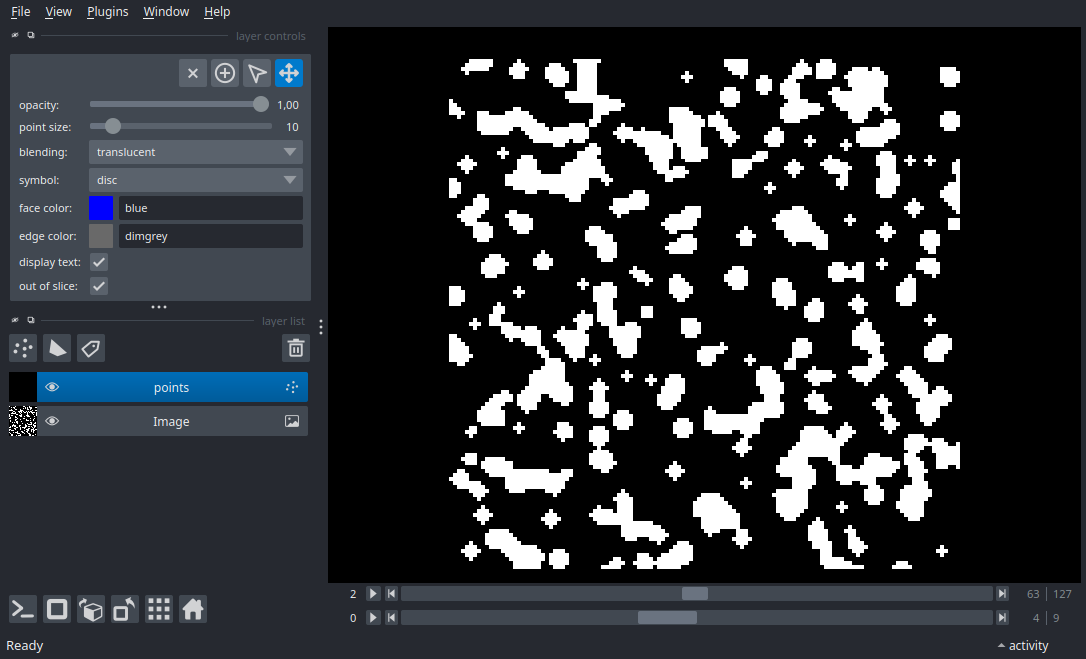 File View Plugins Window Help
layer controls
opacity: 1,00
point size: 10
blending: translucent
symbol: disc
face color: blue
edge color: dimgrey
display text:
out of slice:
layer list
points
Image
2 63 | 127
0 4 | 9
Ready activity